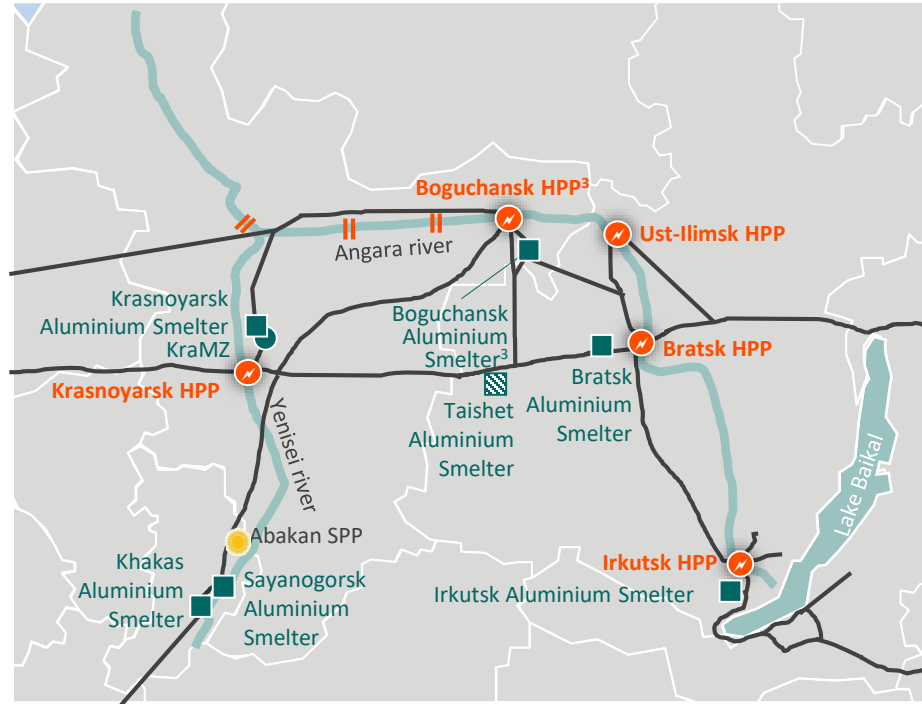 Boguchansk HPP³
Ust-Ilimsk HPP
Angara river
Krasnoyarsk
Aluminium Smelter
KraMZ
Boguchansk
Aluminium
Smelter³
Krasnoyarsk HPP
Bratsk HPP
Bratsk
Aluminium
Smelter
Taishet
Aluminium
Smelter
Yenisei river
Lake Baikal
Abakan SPP
Khakas
Aluminium
Smelter
Sayanogorsk
Aluminium
Smelter
Irkutsk HPP
Irkutsk Aluminium Smelter